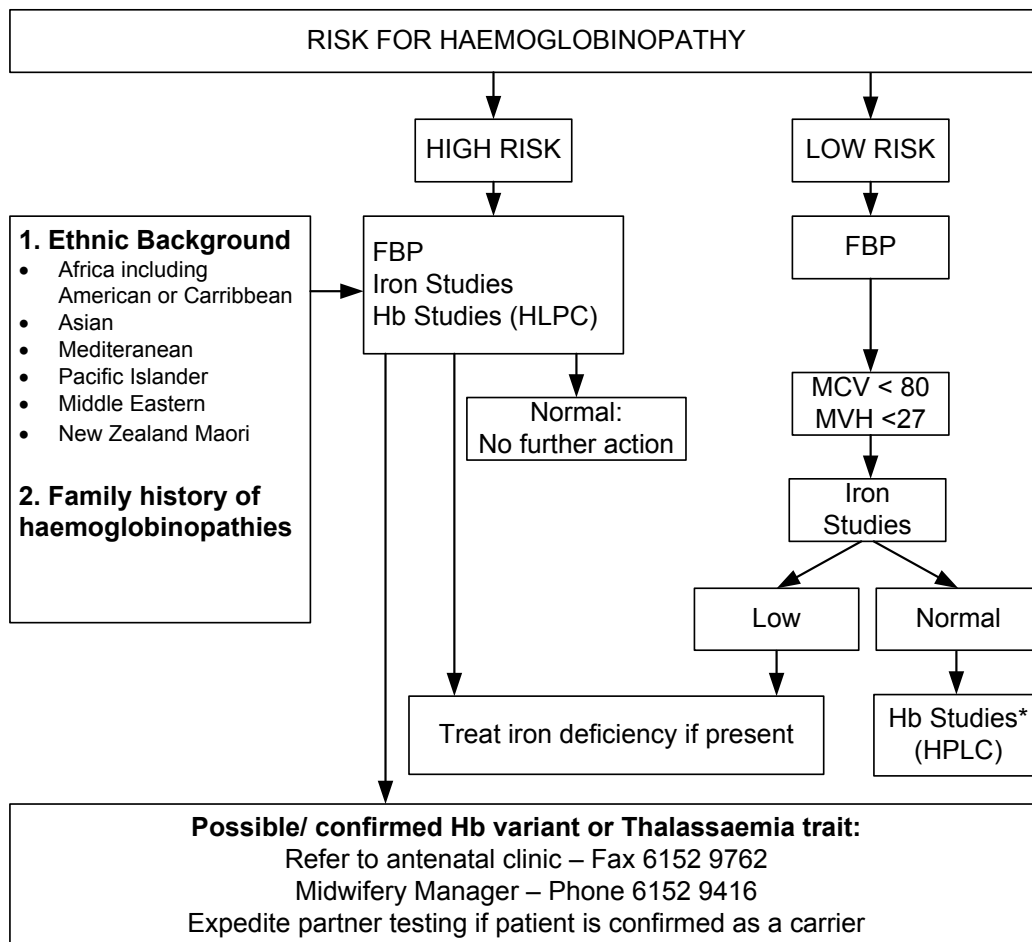 RISK FOR HAEMOGLOBINOPATHY
HIGH RISK
LOW RISK
1. Ethnic Background
• Africa including
American or Carribbean
• Asian
• Mediteranean
• Pacific Islander
• Middle Eastern
• New Zealand Maori
2. Family history of
haemoglobinopathies
FBP
Iron Studies
Hb Studies (HLPC)
FBP
Normal:
No further action
MCV < 80
MVH <27
Iron
Studies
Low
Normal
Treat iron deficiency if present
Hb Studies*
(HPLC)
Possible/ confirmed Hb variant or Thalassaemia trait:
Refer to antenatal clinic – Fax 6152 9762
Midwifery Manager – Phone 6152 9416
Expedite partner testing if patient is confirmed as a carrier